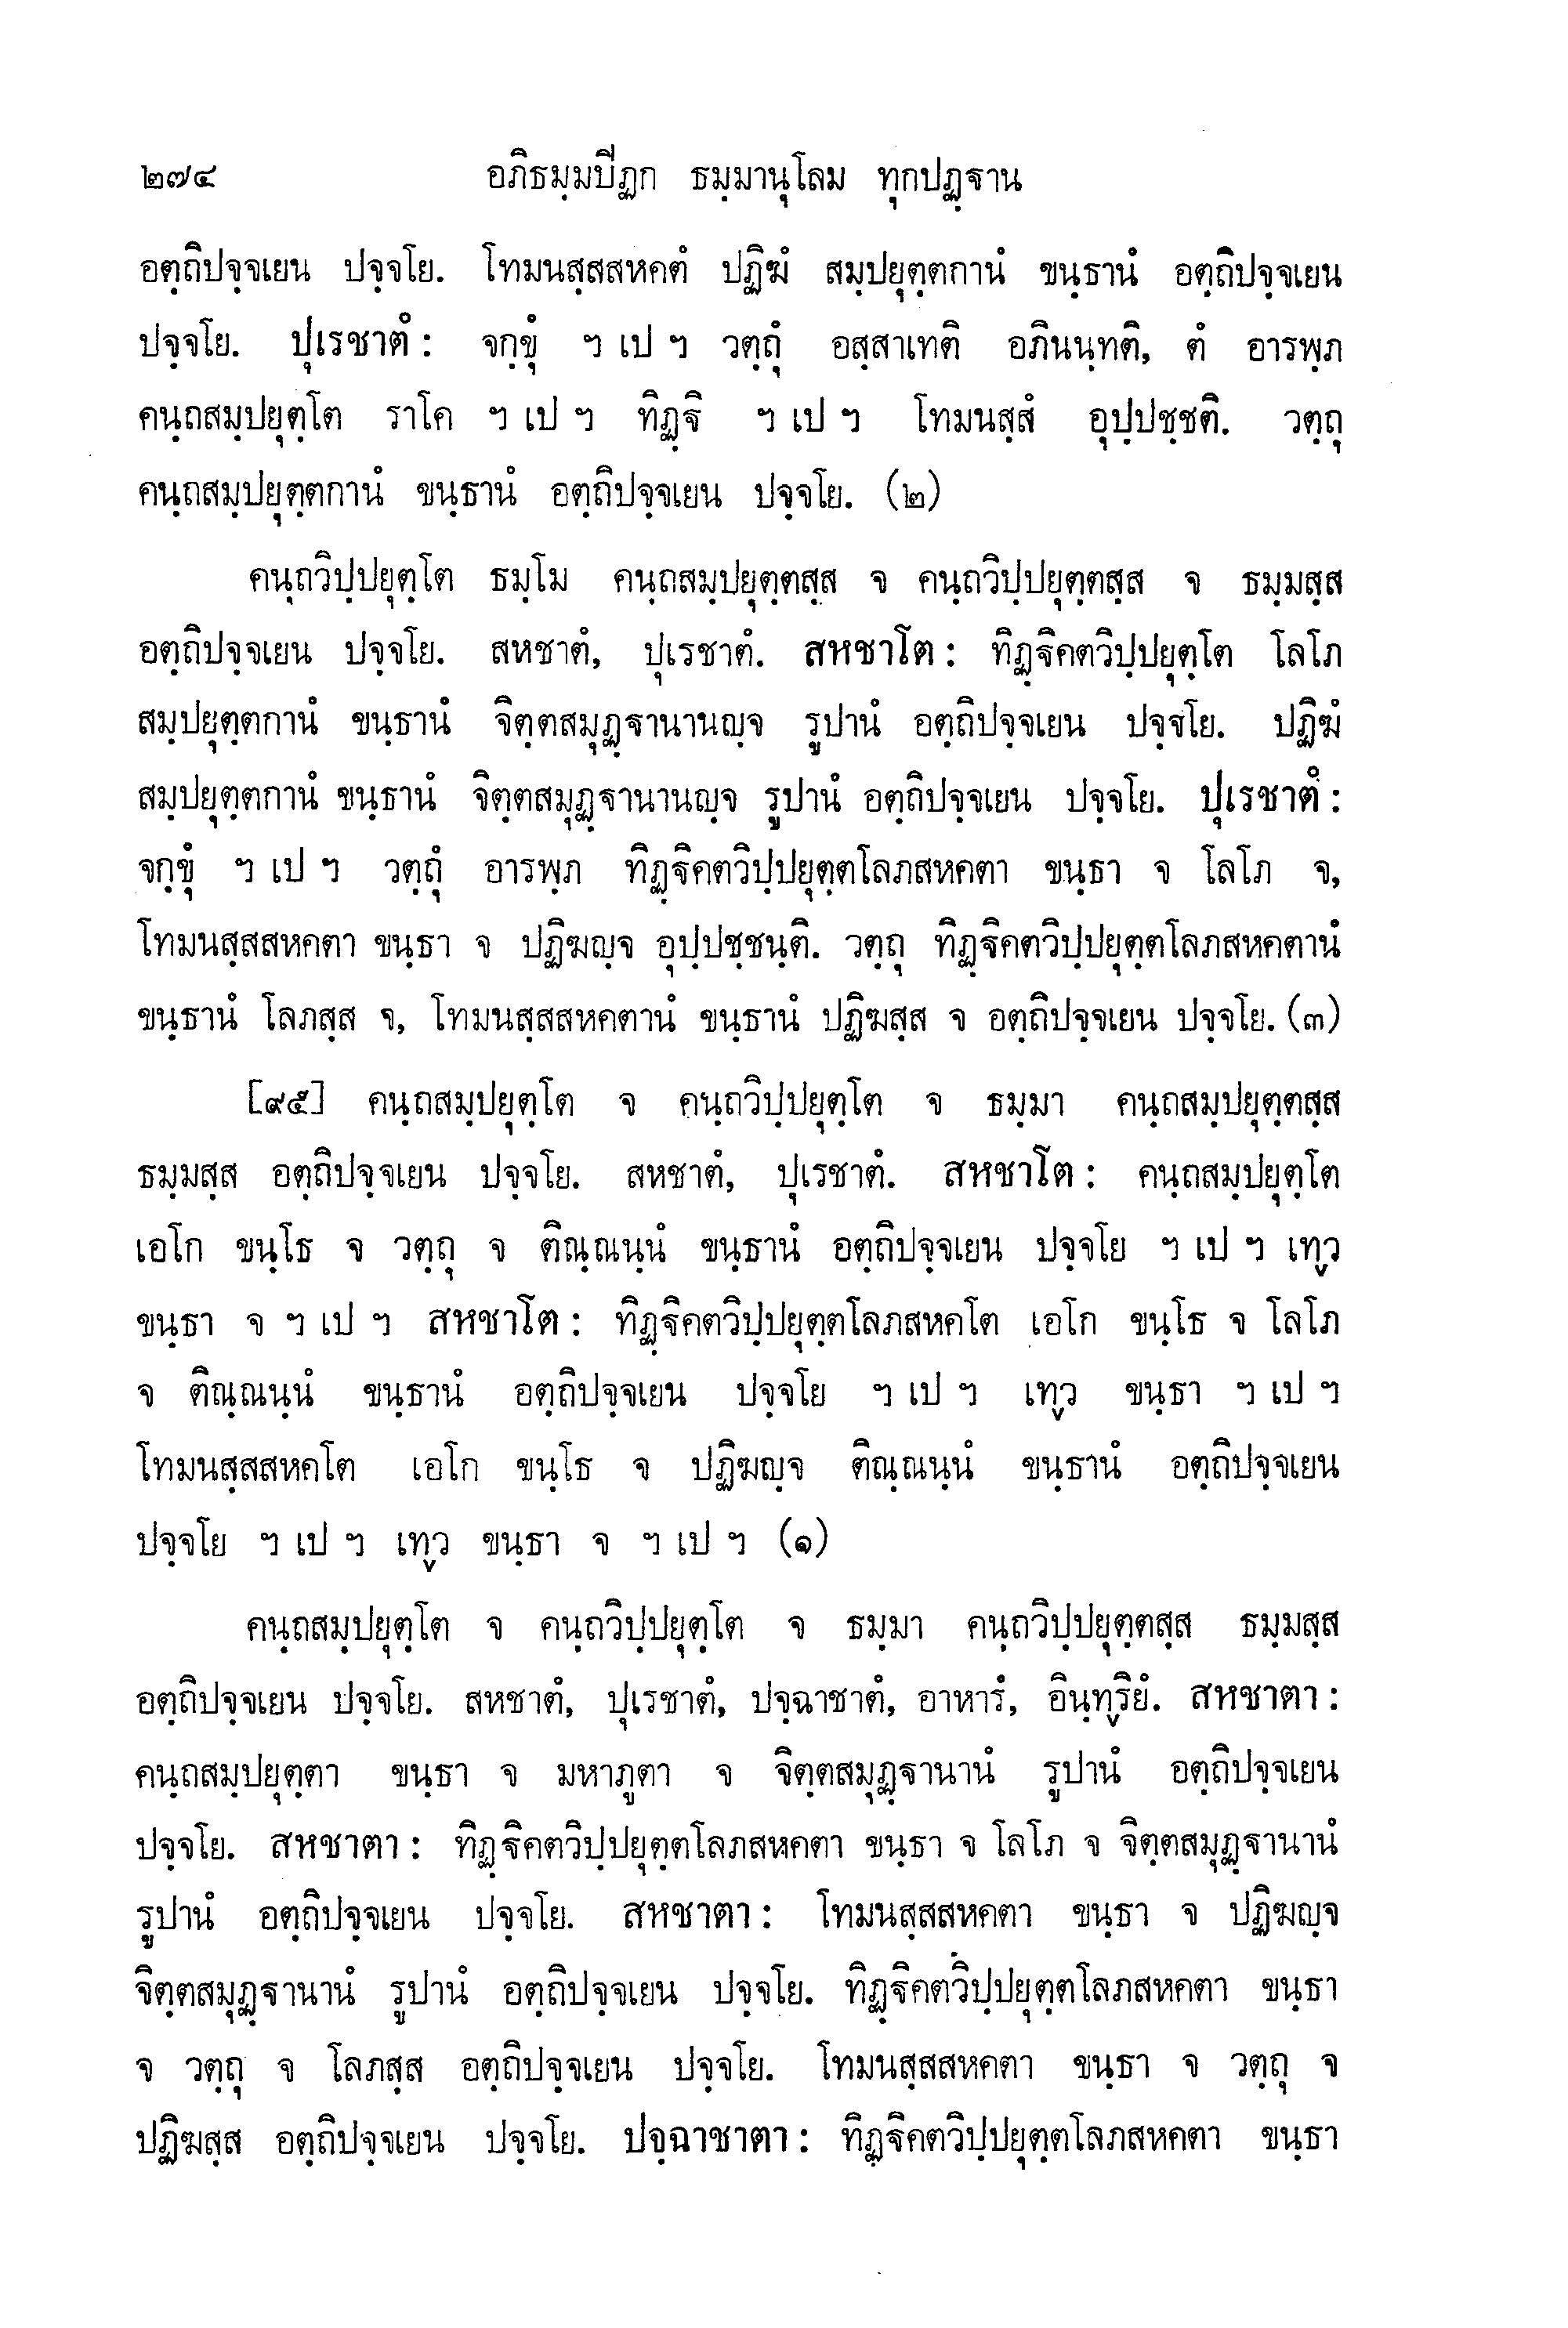 ๒๗๔ อภิธมฺมปีฏก ธมฺมานุโลม ทุกปฏฺฐาน
อตฺถิปจฺจเยน ปจฺจโย. โทมนสฺสสหคตํ ปฏิฆํ สมฺปยุตฺตกานํ ขนฺธานํ อตฺถิปจฺจเยน
ปจฺจโย. ปุเรชาตํ : จกฺขุํ ฯ เป ฯ วตฺถุํ อสฺสาเทติ อภินนฺทติ, ตํ อารพฺภ
คนฺถสมฺปยุตฺโต ราโค ฯ เป ฯ ทิฏฺฐิ ฯ เป ฯ โทมนสฺสํ อุปฺปชฺชติ. วตฺถุ
คนฺถสมฺปยุตฺตกานํ ขนฺธานํ อตฺถิปจฺจเยน ปจฺจโย. (๒)
คนฺถวิปฺปยุตฺโต ธมฺโม คนฺถสมฺปยุตฺตสฺส จ คนฺถวิปฺปยุตฺตสฺส จ ธมฺมสฺส
อตฺถิปจฺจเยน ปจฺจโย. สหชาตํ, ปุเรชาตํ. สหชาโต : ทิฏฺฐิคตวิปฺปยุตฺโต โลโภ
สมฺปยุตฺตกานํ ขนฺธานํ จิตฺตสมุฏฺฐานานญฺจ รูปานํ อตฺถิปจฺจเยน ปจฺจโย. ปฏิฆํ
สมฺปยุตฺตกานํ ขนฺธานํ จิตฺตสมุฏฺฐานานญฺจ รูปานํ อตฺถิปจฺจเยน ปจฺจโย. ปุเรชาตํ :
จกฺขุํ ฯ เป ฯ วตฺถุํ อารพฺภ ทิฏฺฐิคตวิปฺปยุตฺตโลภสหคตา ขนฺธา จ โลโภ จ,
โทมนสฺสสหคตา ขนฺธา จ ปฏิฆญฺจ อุปฺปชฺชนฺติ. วตฺถุ ทิฏฺฐิคตวิปฺปยุตฺตโลภสหคตานํ
ขนฺธานํ โลภสฺส จ, โทมนสฺสสหคตานํ ขนฺธานํ ปฏิฆสฺส จ อตฺถิปจฺจเยน ปจฺจโย. (๓)
[๙๕] คนฺถสมฺปยุตฺโต จ คนฺถวิปฺปยุตฺโต จ ธมฺมา คนฺถสมฺปยุตฺตสฺส
ธมฺมสฺส อตฺถิปจฺจเยน ปจฺจโย. สหชาตํ, ปุเรชาตํ. สหชาโต : คนฺถสมฺปยุตฺโต
เอโก ขนฺโธ จ วตฺถุ จ ติณฺณนฺนํ ขนฺธานํ อตฺถิปจฺจเยน ปจฺจโย ฯ เป ฯ เทฺว
ขนฺธา จ ฯ เป ฯ สหชาโต : ทิฏฺฐิคตวิปฺปยุตฺตโลภสหคโต เอโก ขนฺโธ จ โลโภ
จ ติณฺณนฺนํ ขนฺธานํ อตฺถิปจฺจเยน ปจฺจโย ฯ เป ฯ เทฺว ขนฺธา ฯ เป ฯ
โทมนสฺสสหคโต เอโก ขนฺโธ จ ปฏิฆญฺจ ติณฺณนฺนํ ขนฺธานํ อตฺถิปจฺจเยน
ปจฺจโย ฯ เป ฯ เทฺว ขนฺธา จ ฯ เป ฯ (๑)
คนฺถสมฺปยุตฺโต จ คนฺถวิปฺปยุตฺโต จ ธมฺมา คนฺถวิปฺปยุตฺตสฺส ธมฺมสฺส
อตฺถิปจฺจเยน ปจฺจโย. สหชาตํ, ปุเรชาตํ, ปจฺฉาชาตํ, อาหารํ, อินฺทฺริยํ. สหชาตา :
คนฺถสมฺปยุตฺตา ขนฺธา จ มหาภูตา จ จิตฺตสมุฏฺฐานานํ รูปานํ อตฺถิปจฺจเยน
ปจฺจโย. สหชาตา : ทิฏฺฐิคตวิปฺปยุตฺตโลภสหคตา ขนฺธา จ โลโภ จ จิตฺตสมุฏฺฐานานํ
รูปานํ อตฺถิปจฺจเยน ปจฺจโย. สหชาตา : โทมนสฺสสหคตา ขนฺธา จ ปฏิฆญฺจ
จิตฺตสมุฏฺฐานานํ รูปานํ อตฺถิปจฺจเยน ปจฺจโย. ทิฏฺฐิคตวิปฺปยุตฺตโลภสหคตา ขนฺธา
จ วตฺถุ จ โลภสฺส อตฺถิปจฺจเยน ปจฺจโย. โทมนสฺสสหคตา ขนฺธา จ วตฺถุ จ
ปฏิฆสฺส อตฺถิปจฺจเยน ปจฺจโย. ปจฺฉาชาตา : ทิฏฺฐิคตวิปฺปยุตฺตโลภสหคตา ขนฺธา